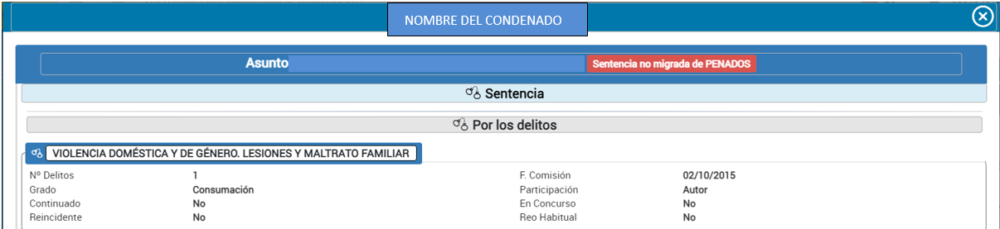 NOMBRE DEL CONDENADO
Asunto Sentencia no migrada de PENADOS
Sentencia
Por los delitos
VIOLENCIA DOMÉSTICA Y DE GÉNERO. LESIONES Y MALTRATO FAMILIAR
Nº Delitos 1 F. Comisión 02/10/2015
Grado Consumación Participación Autor
Continuado No En Concurso No
Reincidente No Reo Habitual No